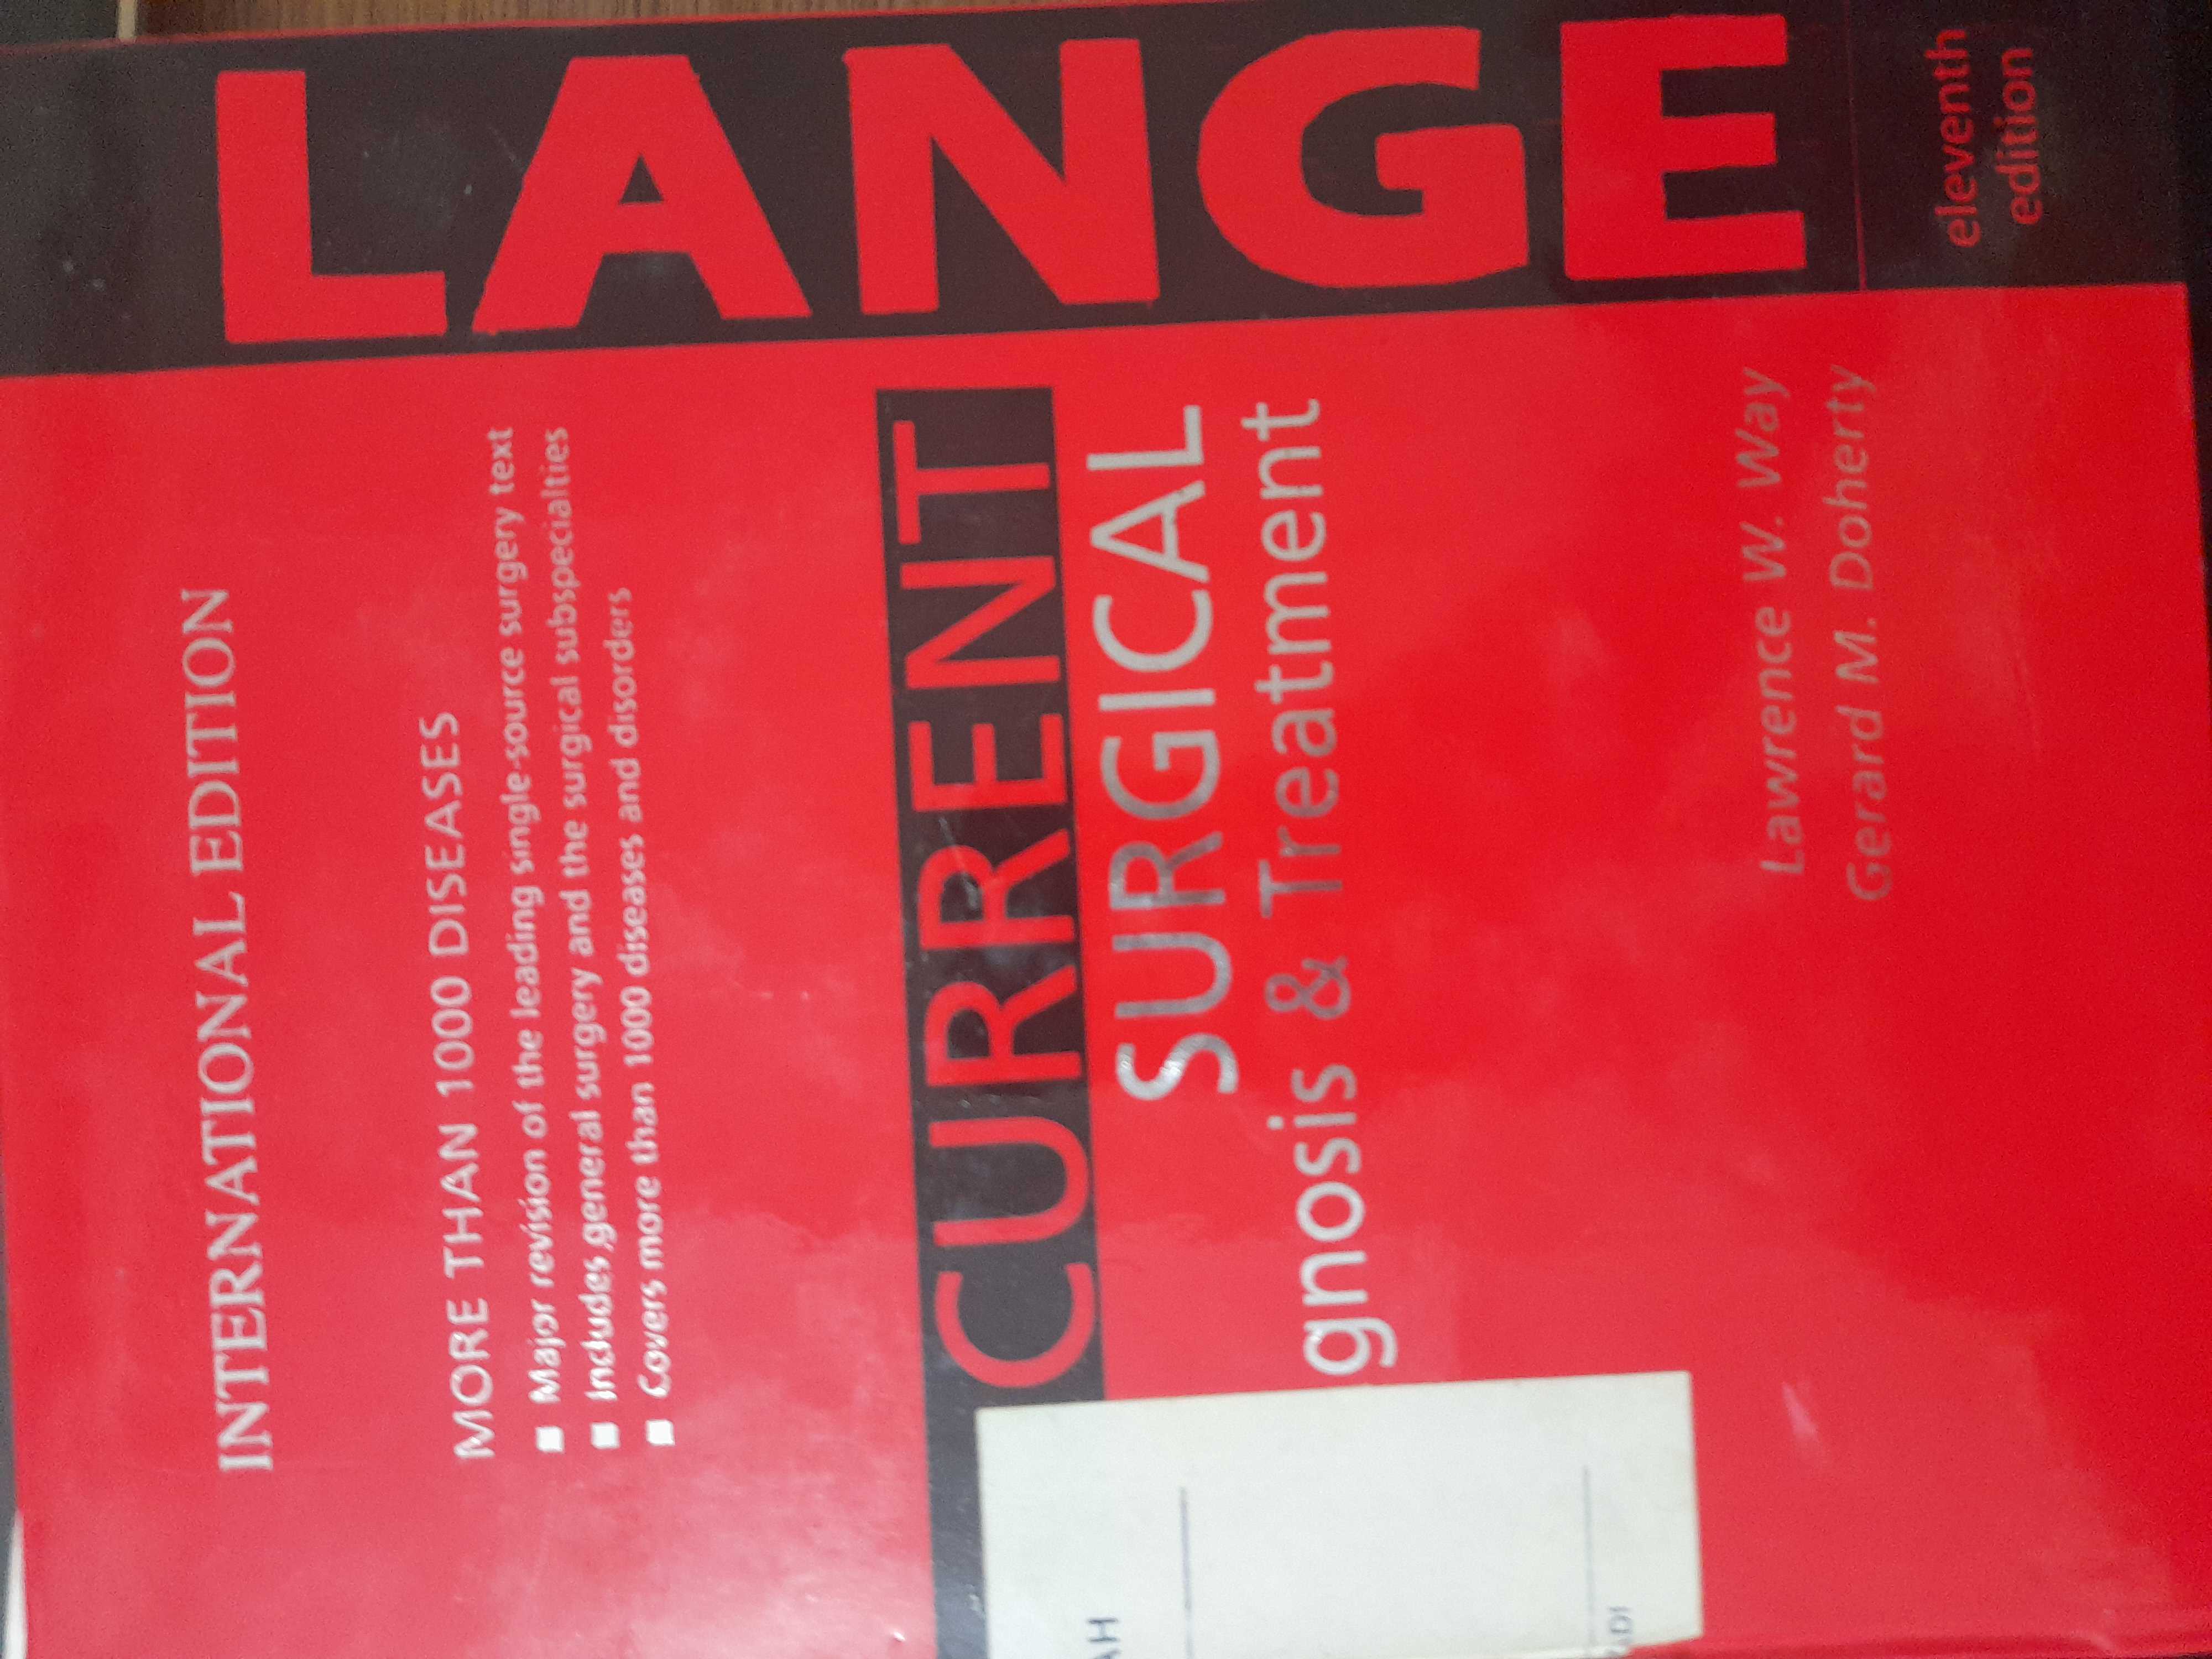 LANGE
eleventh
edition
INTERNATIONAL EDITION
MORE THAN 1000 DISEASES
■ Major revision of the leading single-source surgery text
■ Includes general surgery and the surgical subspecialties
■ Covers more than 1000 diseases and disorders
CURRENT
SURGICAL
gnosis & Treatment
Lawrence W. Way
Gerard M. Doherty
AH